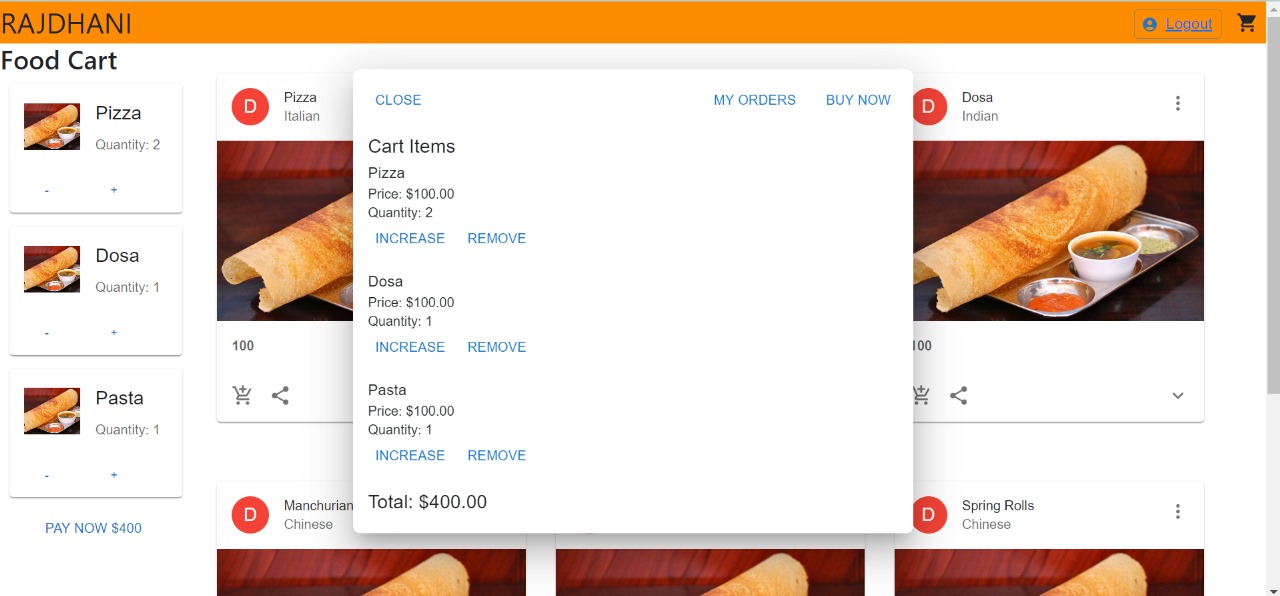 RAJDHANI
Logout
Food Cart
Pizza
Quantity: 2
-
+
Dosa
Quantity: 1
-
+
Pasta
Quantity: 1
-
+
PAY NOW $400
D
Pizza
Italian
100
CLOSE
MY ORDERS
BUY NOW
Cart Items
Pizza
Price: $100.00
Quantity: 2
INCREASE
REMOVE
Dosa
Price: $100.00
Quantity: 1
INCREASE
REMOVE
Pasta
Price: $100.00
Quantity: 1
INCREASE
REMOVE
Total: $400.00
D
Dosa
Indian
100
D
Manchurian
Chinese
D
Spring Rolls
Chinese